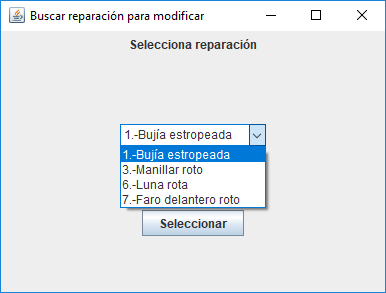 Buscar reparación para modificar
Selecciona reparación
1.-Bujía estropeada
1.-Bujía estropeada
3.-Manillar roto
6.-Luna rota
7.-Faro delantero roto
Seleccionar